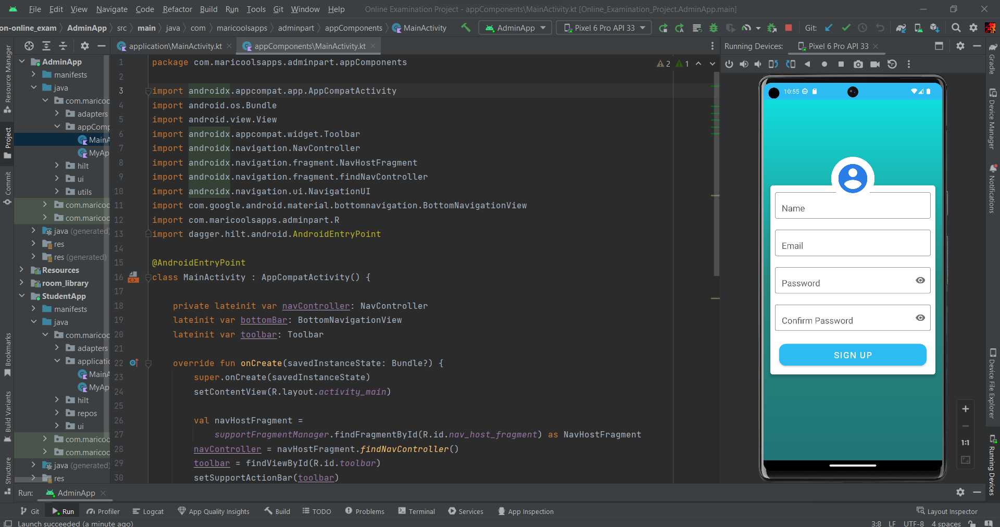 File Edit View Navigate Code Refactor Build Run Tools Git Window Help Online Examination Project - appComponents\MainActivity.kt [Online_Examination_Project.AdminApp.main]
on-online_exam AdminApp src main java com maricoolsapps adminpart appComponents MainActivity AdminApp Pixel 6 Pro API 33 Git:
application\MainActivity.kt appComponents\MainActivity.kt Running Devices: Pixel 6 Pro API 33
Resource Manager
Project
Commit
Bookmarks
Build Variants
Structure
AdminApp
manifests
java
com.maricoo
adapters
appComp
MainA
MyAp
hilt
ui
utils
com.maricoo
com.maricoo
java (generated)
res
res (generated)
Resources
room_library
StudentApp
manifests
java
com.maricoo
adapters
applicatio
MainA
MyAp
hilt
repos
ui
com.maricoo
com.maricoo
java (generated)
res
2 1
1 package com.maricoolsapps.adminpart.appComponents
2
3 import androidx.appcompat.app.AppCompatActivity
4 import android.os.Bundle
5 import android.view.View
6 import androidx.appcompat.widget.Toolbar
7 import androidx.navigation.NavController
8 import androidx.navigation.fragment.NavHostFragment
9 import androidx.navigation.fragment.findNavController
10 import androidx.navigation.ui.NavigationUI
11 import com.google.android.material.bottomnavigation.BottomNavigationView
12 import com.maricoolsapps.adminpart.R
13 import dagger.hilt.android.AndroidEntryPoint
14
15 @AndroidEntryPoint
16 class MainActivity : AppCompatActivity() {
17
18 private lateinit var navController: NavController
19 lateinit var bottomBar: BottomNavigationView
20 lateinit var toolbar: Toolbar
21
22 override fun onCreate(savedInstanceState: Bundle?) {
23 super.onCreate(savedInstanceState)
24 setContentView(R.layout.activity_main)
25
26 val navHostFragment =
27 supportFragmentManager.findFragmentById(R.id.nav_host_fragment) as NavHostFragment
28 navController = navHostFragment.findNavController()
29 toolbar = findViewById(R.id.toolbar)
30 setSupportActionBar(toolbar)
10:55
Name
Email
Password
Confirm Password
SIGN UP
1:1
Gradle
Device Manager
Notifications
Device File Explorer
Running Devices
Run: AdminApp
Git Run Profiler Logcat App Quality Insights Build TODO Problems Terminal Services App Inspection Layout Inspector
Launch succeeded (a minute ago) 3:8 LF UTF-8 4 spaces